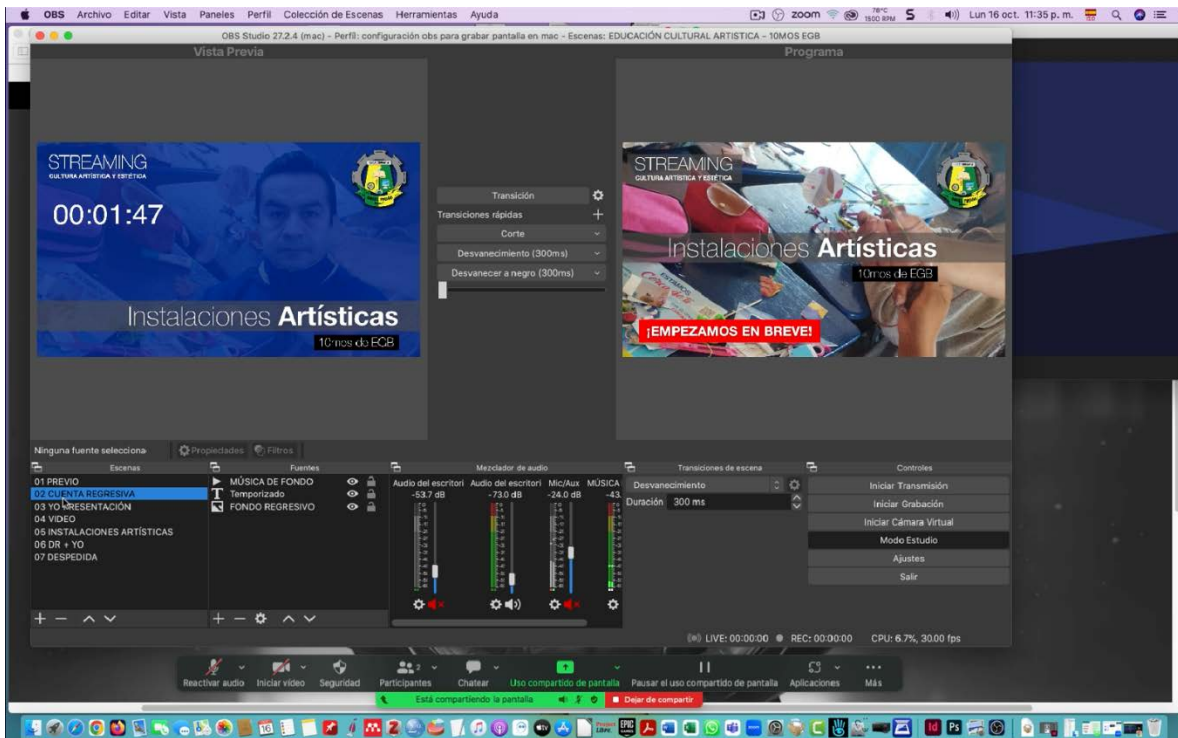 OBS Archivo Editar Vista Paneles Perfil Colección de Escenas Herramientas Ayuda
zoom 78°C 1500 RPM Lun 16 oct. 11:35 p. m.
OBS Studio 27.2.4 (mac) - Perfil: configuración obs para grabar pantalla en mac - Escenas: EDUCACIÓN CULTURAL ARTISTICA - 10MOS EGB
Vista Previa
Programa
STREAMING
CULTURA ARTÍSTICA Y ESTÉTICA
00:01:47
Instalaciones Artísticas
10mos de EGB
Transición
Transiciones rápidas
Corte
Desvanecimiento (300ms)
Desvanecer a negro (300ms)
STREAMING
CULTURA ARTÍSTICA Y ESTÉTICA
Instalaciones Artísticas
10mos de EGB
¡EMPEZAMOS EN BREVE!
Ninguna fuente selecciona
Propiedades
Filtros
Escenas
01 PREVIO
02 CUENTA REGRESIVA
03 YO PRESENTACIÓN
04 VIDEO
05 INSTALACIONES ARTÍSTICAS
06 DR + YO
07 DESPEDIDA
Fuentes
MÚSICA DE FONDO
Temporizado
FONDO REGRESIVO
Mezclador de audio
Audio del escritori Audio del escritori Mic/Aux MÚSICA
-53.7 dB -73.0 dB -24.0 dB -43.
Transiciones de escena
Desvanecimiento
Duración 300 ms
Controles
Iniciar Transmisión
Iniciar Grabación
Iniciar Cámara Virtual
Modo Estudio
Ajustes
Salir
LIVE: 00:00:00 REC: 00:00:00 CPU: 6.7%, 30.00 fps
2
Reactivar audio Iniciar video Seguridad Participantes Chatear Uso compartido de pantalla Pausar el uso compartido de pantalla Aplicaciones Más
Está compartiendo la pantalla Dejar de compartir